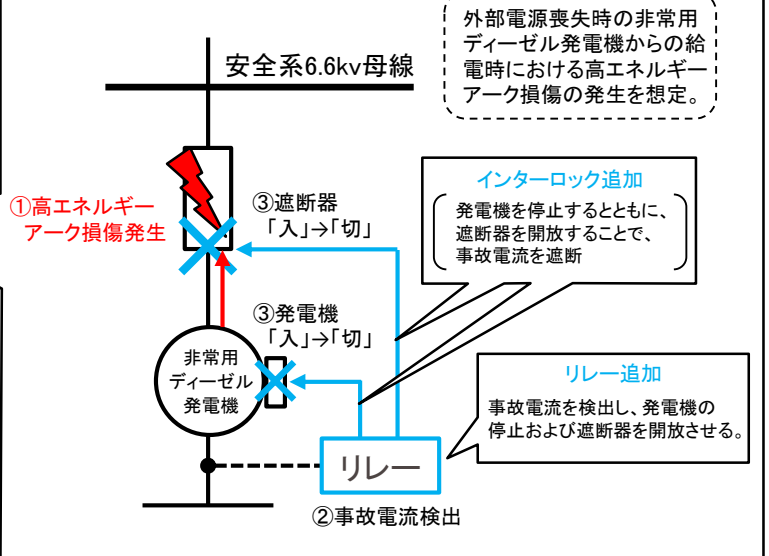 外部電源喪失時の非常用
ディーゼル発電機からの給
電時における高エネルギー
アーク損傷の発生を想定。
安全系6.6kv母線
①高エネルギー
アーク損傷発生
③遮断器
「入」→「切」
インターロック追加
発電機を停止するとともに、
遮断器を開放することで、
事故電流を遮断
③発電機
「入」→「切」
非常用
ディーゼル
発電機
リレー追加
事故電流を検出し、発電機の
停止および遮断器を開放させる。
リレー
②事故電流検出